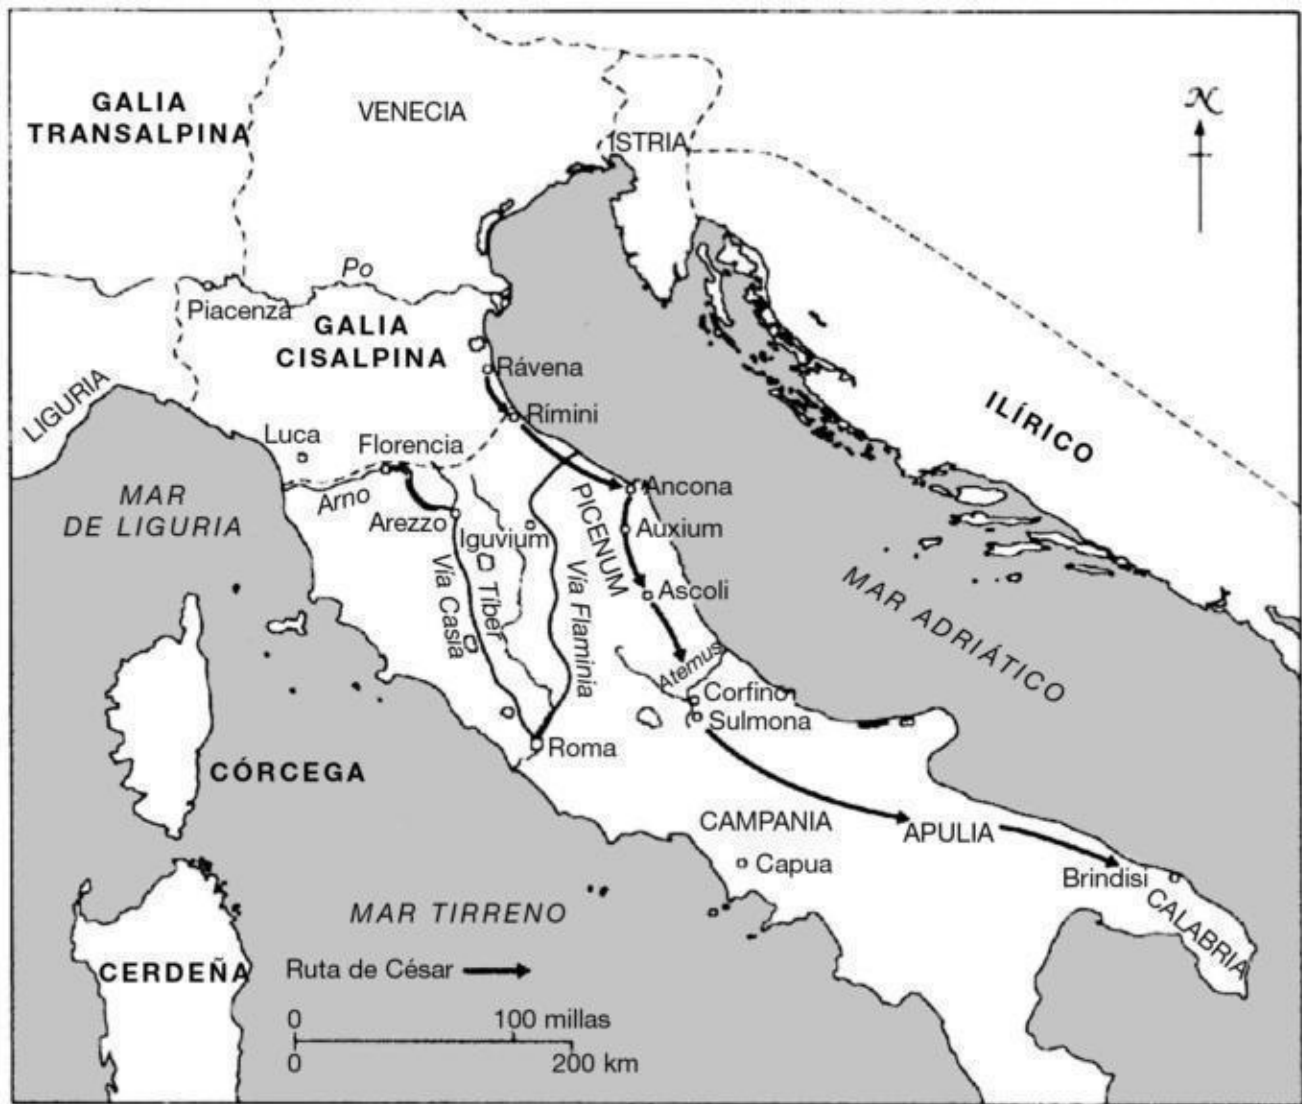 GALIA
TRANSALPINA
VENECIA
ISTRIA
N
Po
Piacenza
GALIA
CISALPINA
Rávena
Rímini
LIGURIA
Luca
Florencia
Arno
Arezzo
MAR
DE LIGURIA
Iguvium
PICENUM
Ancona
Auxium
Ascoli
Vía Casia
Tíber
Vía Flaminia
ILÍRICO
MAR ADRIÁTICO
Aternus
Corfino
Sulmona
Roma
CÓRCEGA
CAMPANIA
Capua
APULIA
Brindisi
CALABRIA
MAR TIRRENO
CERDEÑA
Ruta de César
0 100 millas
0 200 km